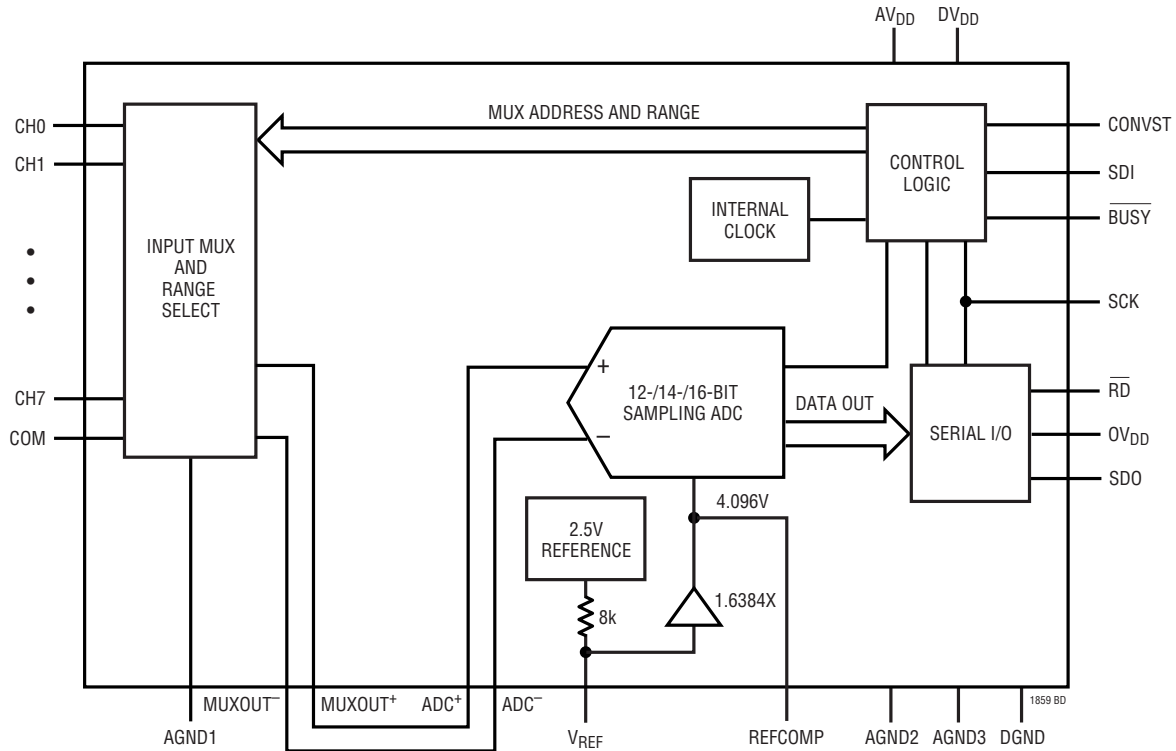 AVDD
DVDD
MUX ADDRESS AND RANGE
CH0
CH1
CONVST
CONTROL
LOGIC
SDI
BUSY
INTERNAL
CLOCK
INPUT MUX
AND
RANGE
SELECT
SCK
+
12-/14-/16-BIT
SAMPLING ADC
−
DATA OUT
SERIAL I/O
RD
OVDD
SDO
CH7
COM
4.096V
2.5V
REFERENCE
8k
1.6384X
MUXOUT−
MUXOUT+
ADC+
ADC−
1859 BD
AGND1
VREF
REFCOMP
AGND2
AGND3
DGND